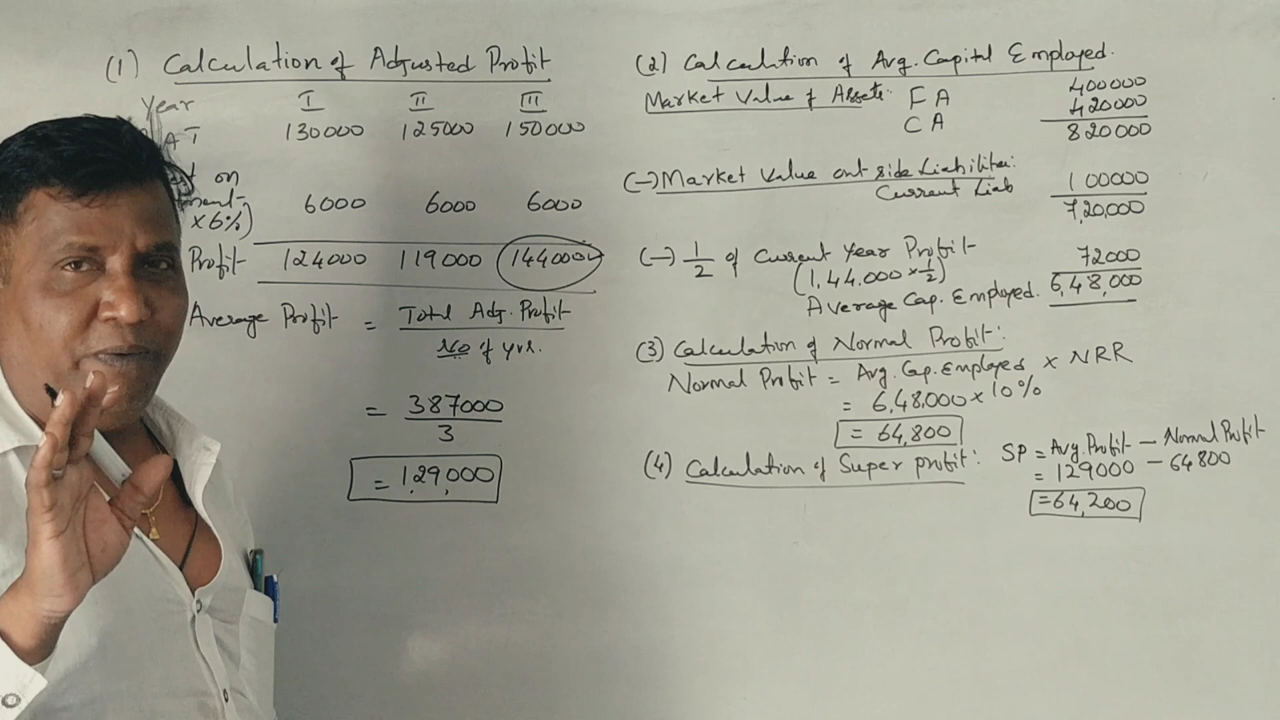 (1) Calculation of Adjusted Profit
Year I II III
AT 130000 125000 150000
on
x 6%) 6000 6000 6000
Profit 124000 119000 144000
Average Profit = Total Adj. Profit
No of yrs.
= 387000
3
= 1,29,000
(2) Calculation of Avg. Capital Employed.
Market Value of Assets: FA 400000
CA 420000
820000
(-) Market Value out side Liabilities:
Current Liab 100000
7,20,000
(-) 1/2 of Current Year Profit 72000
(1,44,000 x 1/2)
Average Cap. Employed. 6,48,000
(3) Calculation of Normal Profit:
Normal Profit = Avg. Cap. Employed x NRR
= 6,48,000 x 10%
= 64,800
(4) Calculation of Super profit: SP = Avg. Profit - Normal Profit
= 129000 - 64800
= 64,200